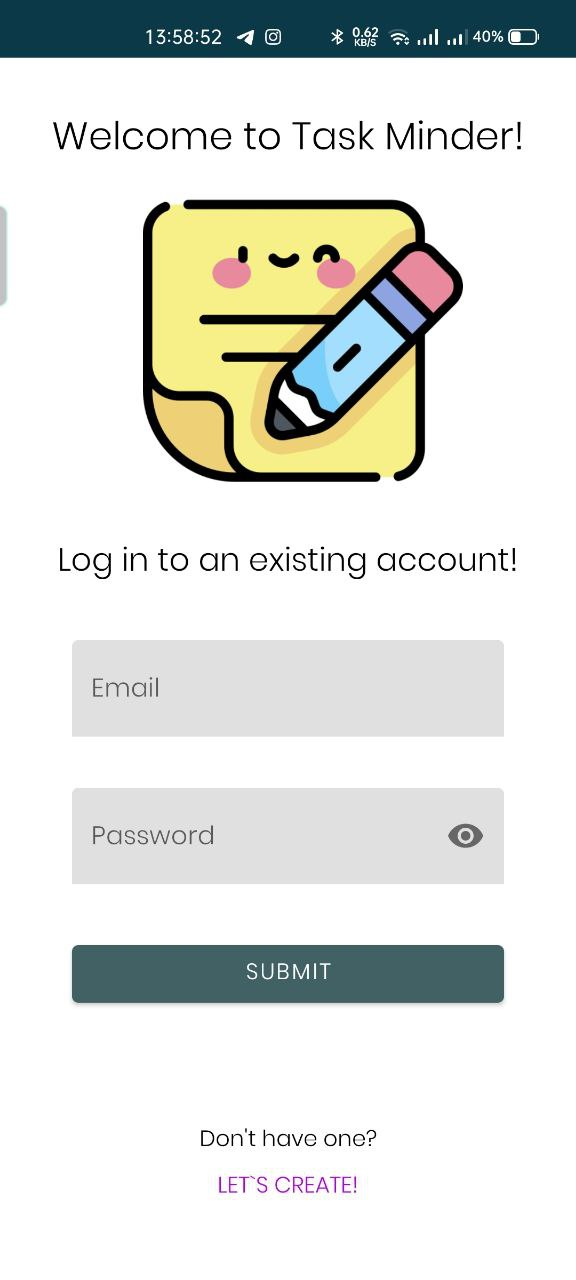 13:58:52 0.62 KB/S 40%
Welcome to Task Minder!
Log in to an existing account!
Email
Password
SUBMIT
Don't have one?
LET`S CREATE!